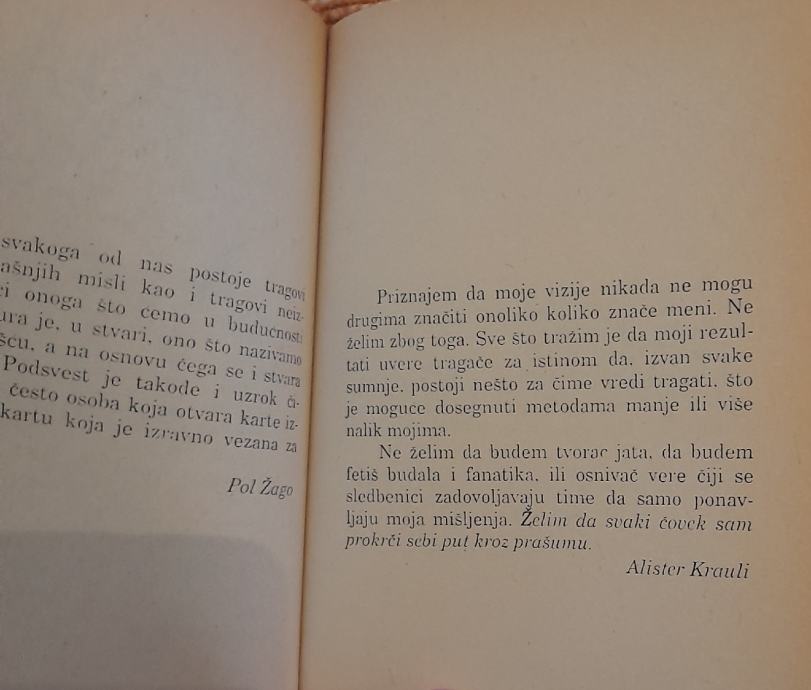 svakoga od nas postoje tragovi
ašnjih misli kao i tragovi neiz-
i onoga što ćemo u budućnosti
ura je, u stvari, ono što nazivamo
šću, a na osnovu čega se i stvara
Podsvest je takođe i uzrok či-
često osoba koja otvara karte iz-
kartu koja je izravno vezana za
Pol Žago
Priznajem da moje vizije nikada ne mogu
drugima značiti onoliko koliko znače meni. Ne
želim zbog toga. Sve što tražim je da moji rezul-
tati uvere tragače za istinom da, izvan svake
sumnje, postoji nešto za čime vredi tragati, što
je moguće dosegnuti metodama manje ili više
nalik mojima.
Ne želim da budem tvorac jata, da budem
fetiš budala i fanatika, ili osnivač vere čiji se
sledbenici zadovoljavaju time da samo ponav-
ljaju moja mišljenja. Želim da svaki čovek sam
prokrči sebi put kroz prašumu.
Alister Krauli